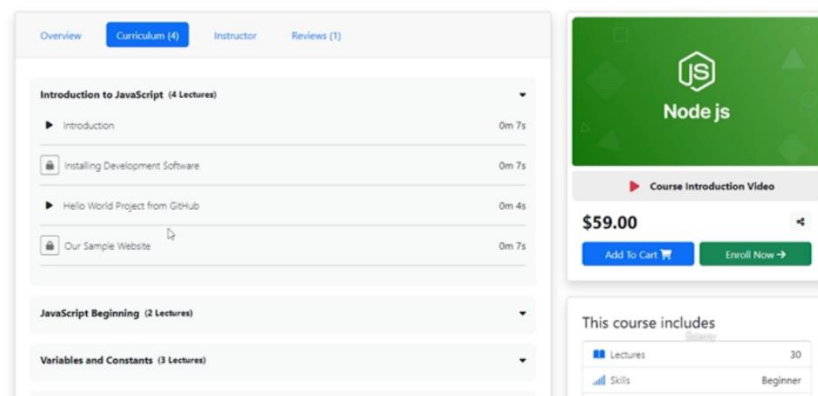 Overview
Curriculum (4)
Instructor
Reviews (1)
Introduction to JavaScript (4 Lectures)
Introduction
0m 7s
Installing Development Software
0m 7s
Hello World Project from GitHub
0m 4s
Our Sample Website
0m 7s
JavaScript Beginning (2 Lectures)
Variables and Constants (3 Lectures)
JS
Node js
Course Introduction Video
$59.00
Add To Cart
Enroll Now
This course includes
Lectures
30
Skills
Beginner